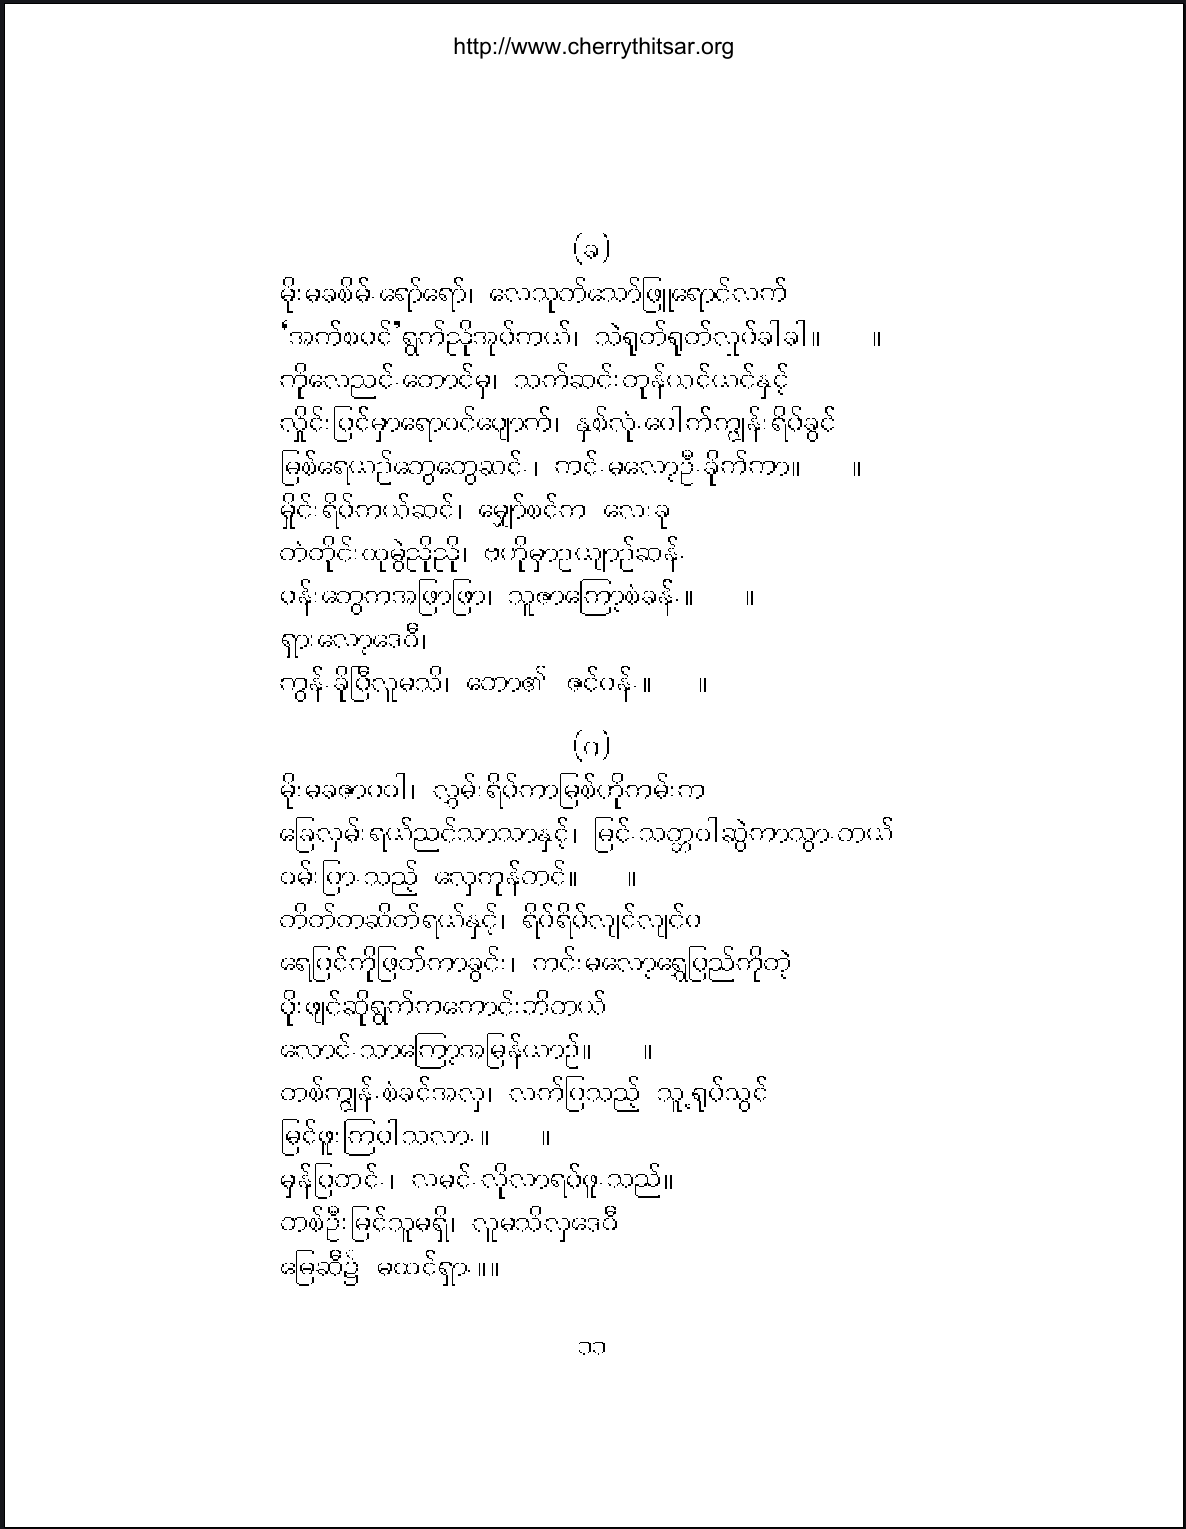 http://www.cherrythitsar.org
(ခ)
မိုးမခစိမ့်ရော်ရော်၊ လေသုတ်သော်ဖြူရောင်လက်
‘အက်စပင်’ရွက်ညိုအုပ်ကယ်၊ သဲရုတ်ရုတ်လှုပ်ခါခါ။ ။
ကိုလေညင့်တောင်မှ၊ သက်ဆင်းတုန်ယင်ယင်နှင့်
လှိုင်းပြင်မှာရောဝင်ပျောက်၊ နှစ်လုံ့ပေါက်ကျွန်းရိပ်ခွင်
မြစ်ရေယဉ်တွေတွေဆင့်၊ ကင့်မလော့ဦ့ခိုက်ကာ။ ။
မှိုင်းရိပ်ကယ်ဆင်၊ မျှော်စင်က လေးခု
တံတိုင်းထုမွဲညိုညို၊ ဗဟိုမှာဥယျာဉ်ဆန့်
ပန်းတွေကအဖြာဖြာ၊ သူဇာကြော့စံခန့်။ ။
ရှားလော့ဒေဝီ၊
ကွန့်ခိုပြီလူမသိ၊ တော၏ ဇင်ပန့်။ ။
(ဂ)
မိုးမခဇာပဝါ၊ လွှမ်းရိပ်ကာမြစ်ဟိုကမ်းက
ခြေလှမ်းရယ်ညင်သာသာနှင့်၊ မြင့်သတ္တဝါဆွဲကာသွာ့တယ်
ပမ်းပြာ့သည့် လှေကုန်တင်။ ။
တိတ်တဆိတ်ရယ်နှင့်၊ ရိပ်ရိပ်လျင်လျင်ပ
ရေပြင်ကိုဖြတ်ကာခွင်း၊ ကင်းမလော့ရွှေပြည်ကိုတဲ့
ပိုးဖျင်ဆိုရွက်ကကောင်းဘိတယ်
လောင့်သာကြော့အမြန်ယာဉ်။ ။
တစ်ကျွန့်စံခင်အလှ၊ လက်ပြသည့် သူ့ရုပ်သွင်
မြင်ဖူးကြပါသလာ့။ ။
မှန်ပြတင့်၊ လမင့်လိုလာရပ်ဖူ့သည်။
တစ်ဦးမြင်သူမရှိ၊ လူမသိလှဒေဝီ
မြေဆီ၌ မထင်ရှာ့။။
၁၁